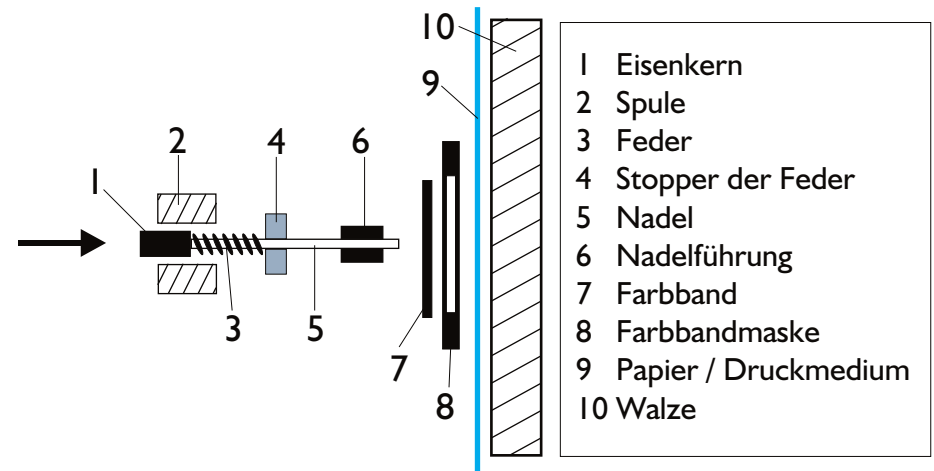 10
9
2
4
6
1
3
5
7
8
1 Eisenkern
2 Spule
3 Feder
4 Stopper der Feder
5 Nadel
6 Nadelführung
7 Farbband
8 Farbbandmaske
9 Papier / Druckmedium
10 Walze